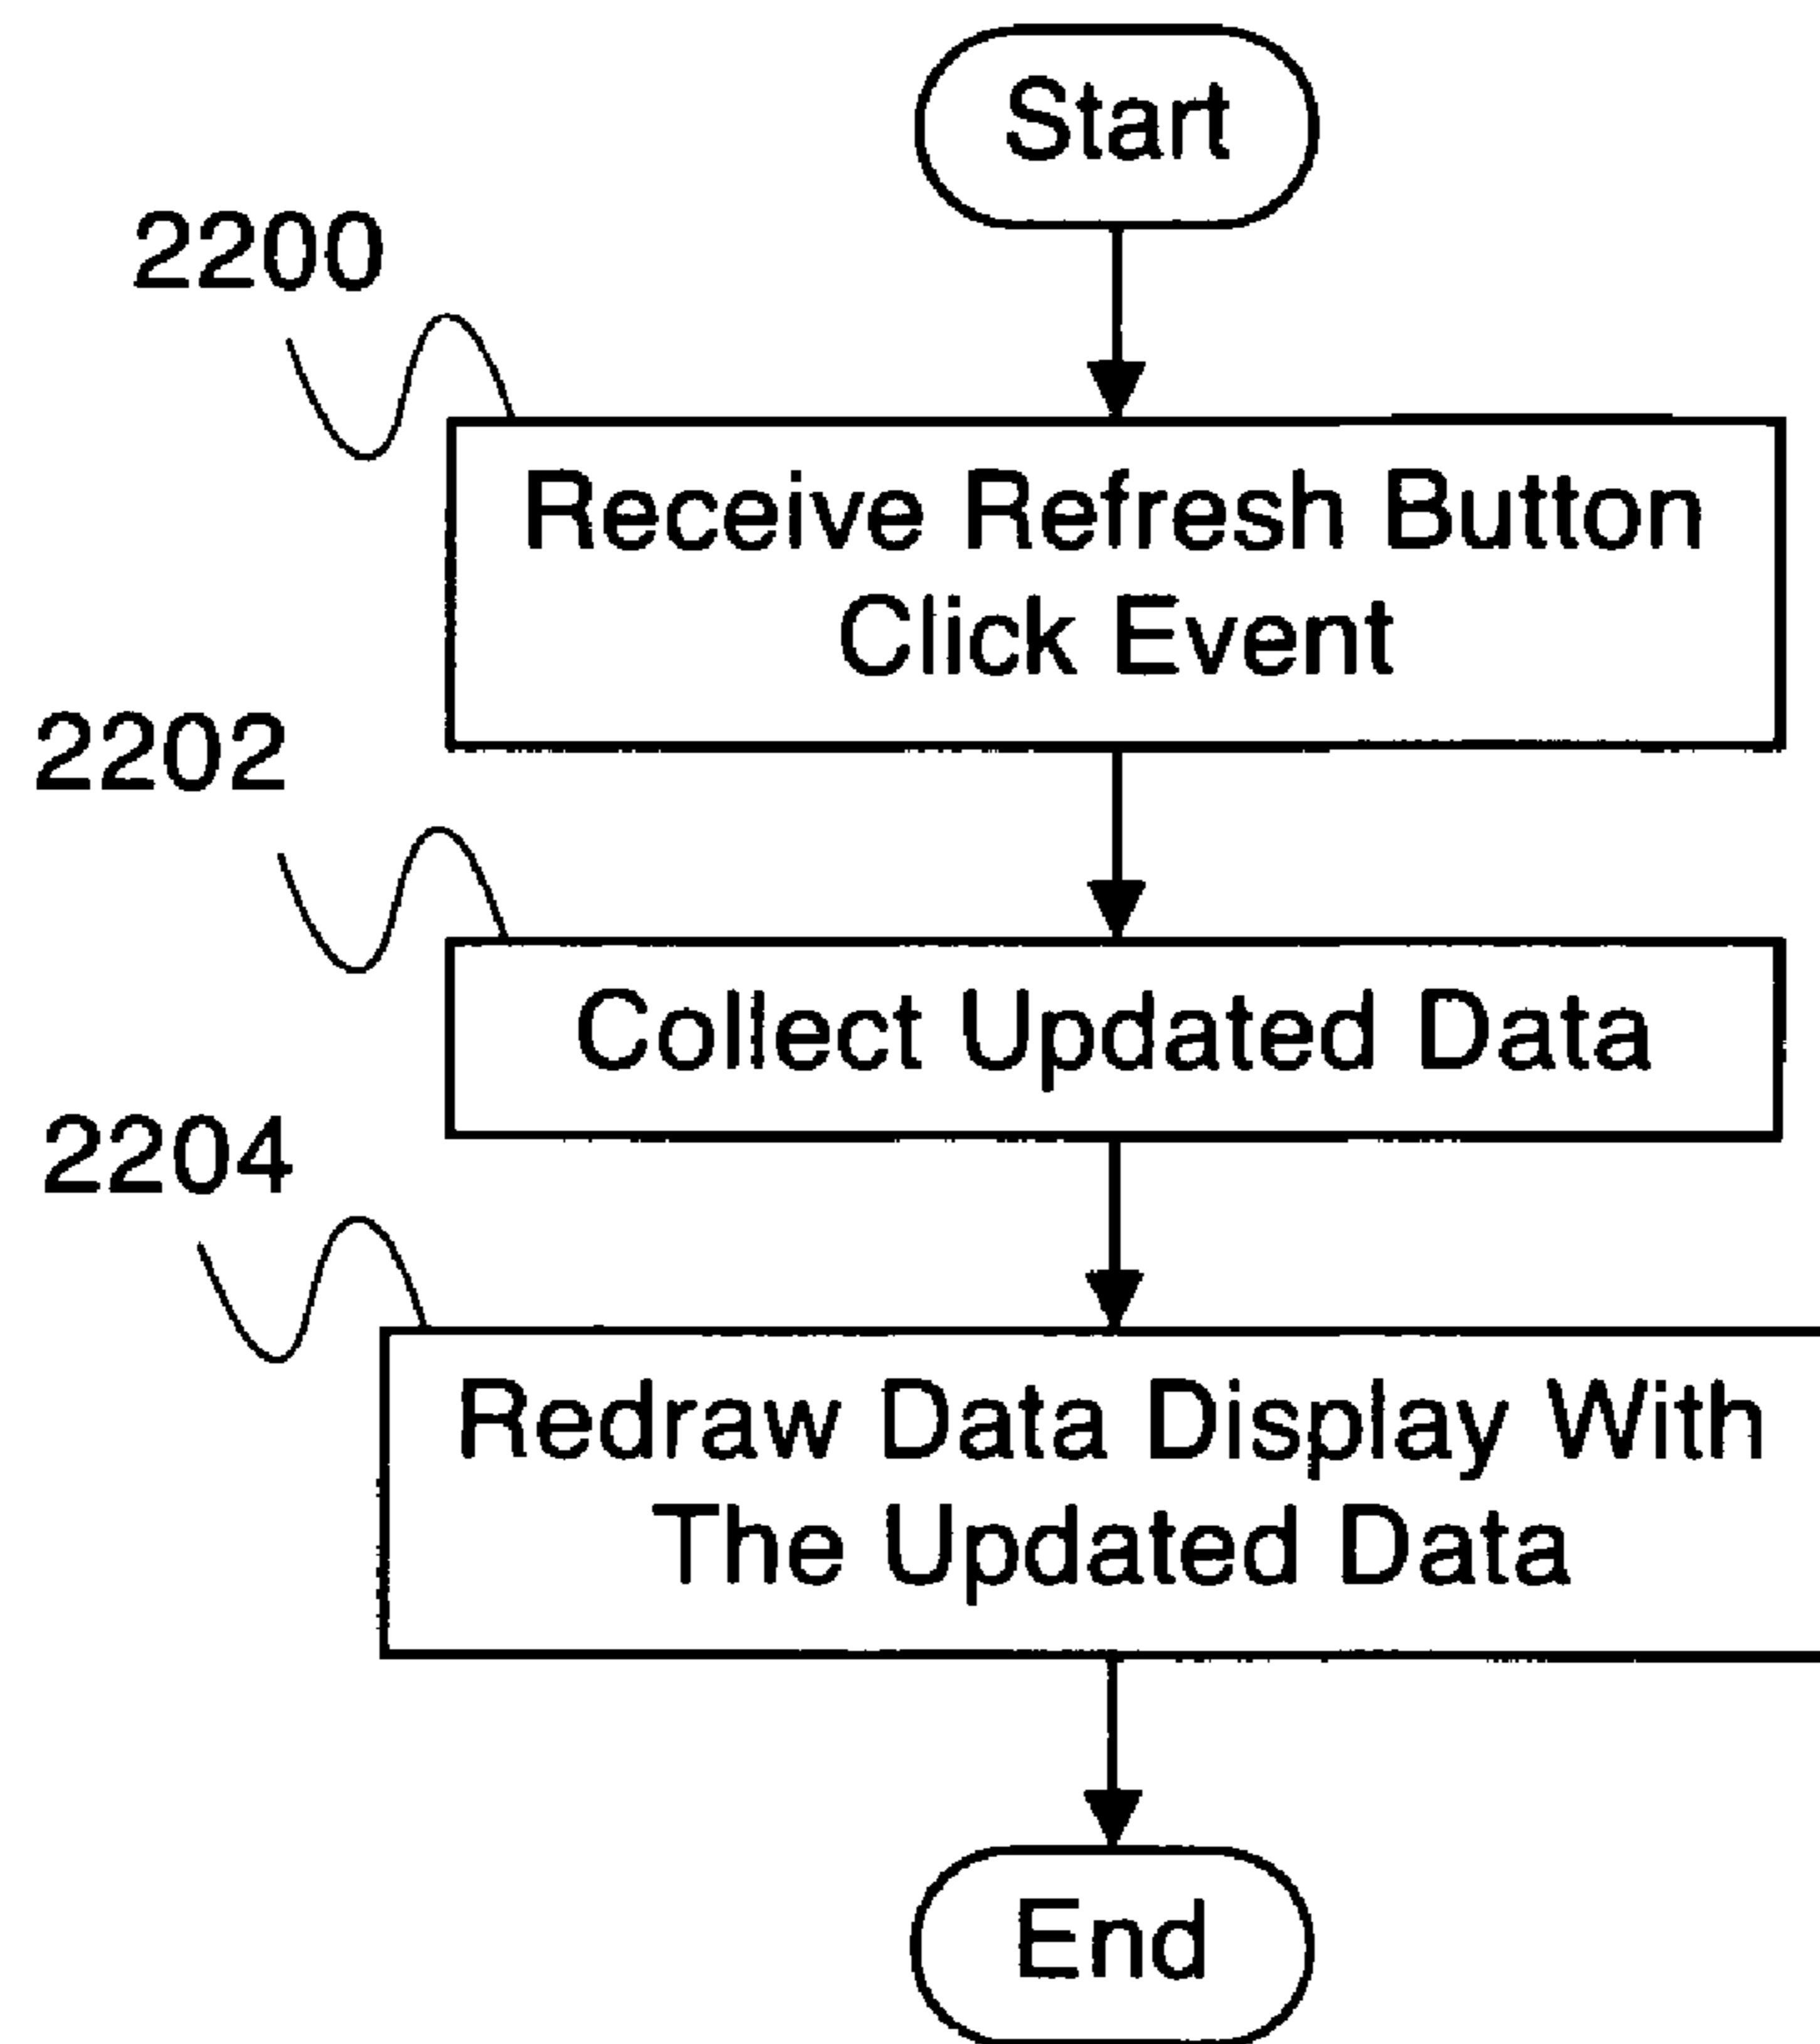 Start
2200
Receive Refresh Button
Click Event
2202
Collect Updated Data
2204
Redraw Data Display With
The Updated Data
End